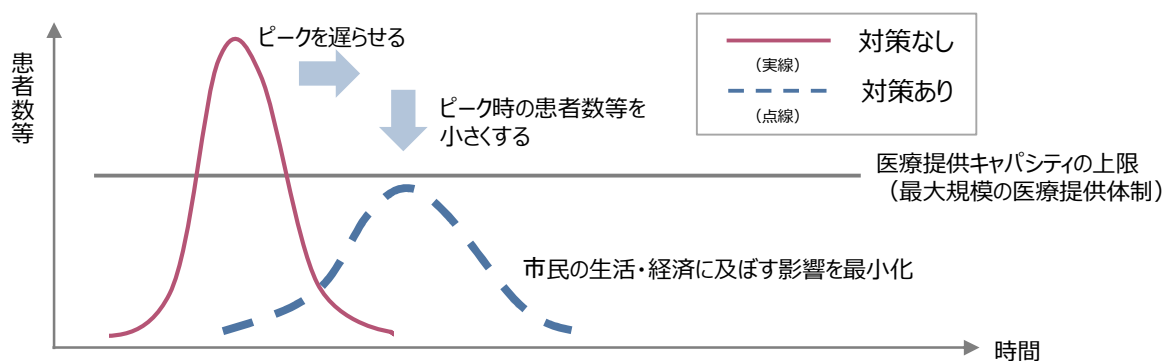 患者数等
ピークを遅らせる
ピーク時の患者数等を
小さくする
対策なし
（実線）
対策あり
（点線）
医療提供キャパシティの上限
（最大規模の医療提供体制）
市民の生活・経済に及ぼす影響を最小化
時間